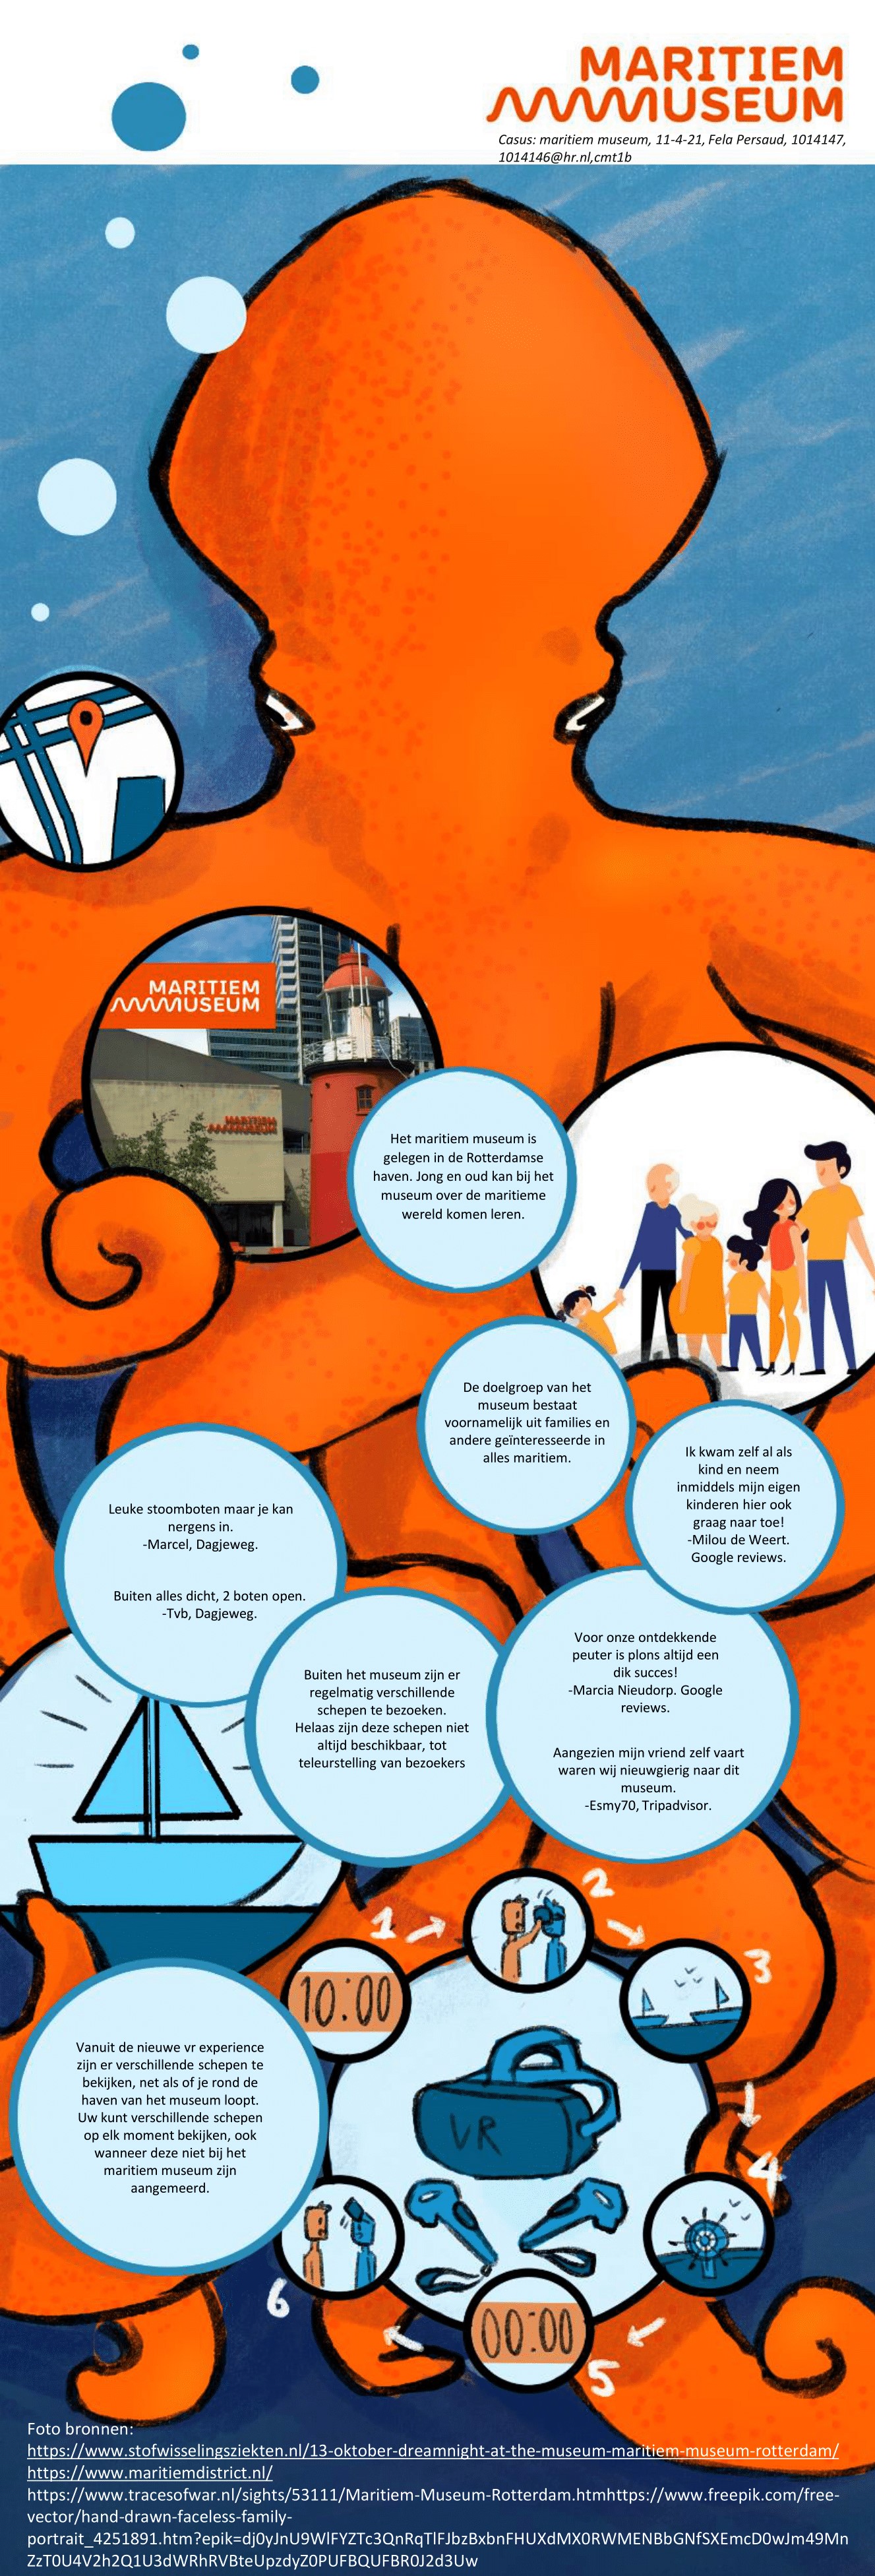 MARITIEM
MUSEUM
Casus: maritiem museum, 11-4-21, Fela Persaud, 1014147,
1014146@hr.nl,cmt1b
MARITIEM
MUSEUM
MARITIEM
MUSEUM
Het maritiem museum is
gelegen in de Rotterdamse
haven. Jong en oud kan bij het
museum over de maritieme
wereld komen leren.
De doelgroep van het
museum bestaat
voornamelijk uit families en
andere geïnteresseerde in
alles maritiem.
Ik kwam zelf al als
kind en neem
inmiddels mijn eigen
kinderen hier ook
graag naar toe!
-Milou de Weert.
Google reviews.
Leuke stoomboten maar je kan
nergens in.
-Marcel, Dagjeweg.
Buiten alles dicht, 2 boten open.
-Tvb, Dagjeweg.
Buiten het museum zijn er
regelmatig verschillende
schepen te bezoeken.
Helaas zijn deze schepen niet
altijd beschikbaar, tot
teleurstelling van bezoekers
Voor onze ontdekkende
peuter is plons altijd een
dik succes!
-Marcia Nieudorp. Google
reviews.
Aangezien mijn vriend zelf vaart
waren wij nieuwgierig naar dit
museum.
-Esmy70, Tripadvisor.
1
2
3
10:00
Vanuit de nieuwe vr experience
zijn er verschillende schepen te
bekijken, net als of je rond de
haven van het museum loopt.
Uw kunt verschillende schepen
op elk moment bekijken, ook
wanneer deze niet bij het
maritiem museum zijn
aangemeerd.
VR
4
6
00:00
5
Foto bronnen:
https://www.stofwisselingsziekten.nl/13-oktober-dreamnight-at-the-museum-maritiem-museum-rotterdam/
https://www.maritiemdistrict.nl/
https://www.tracesofwar.nl/sights/53111/Maritiem-Museum-Rotterdam.htmhttps://www.freepik.com/free-
vector/hand-drawn-faceless-family-
portrait_4251891.htm?epik=dj0yJnU9WlFYZTc3QnRqTlFJbzBxbnFHUXdMX0RWMENBbGNfSXEmcD0wJm49Mn
ZzT0U4V2h2Q1U3dWRhRVBteUpzdyZ0PUFBQUFBR0J2d3Uw